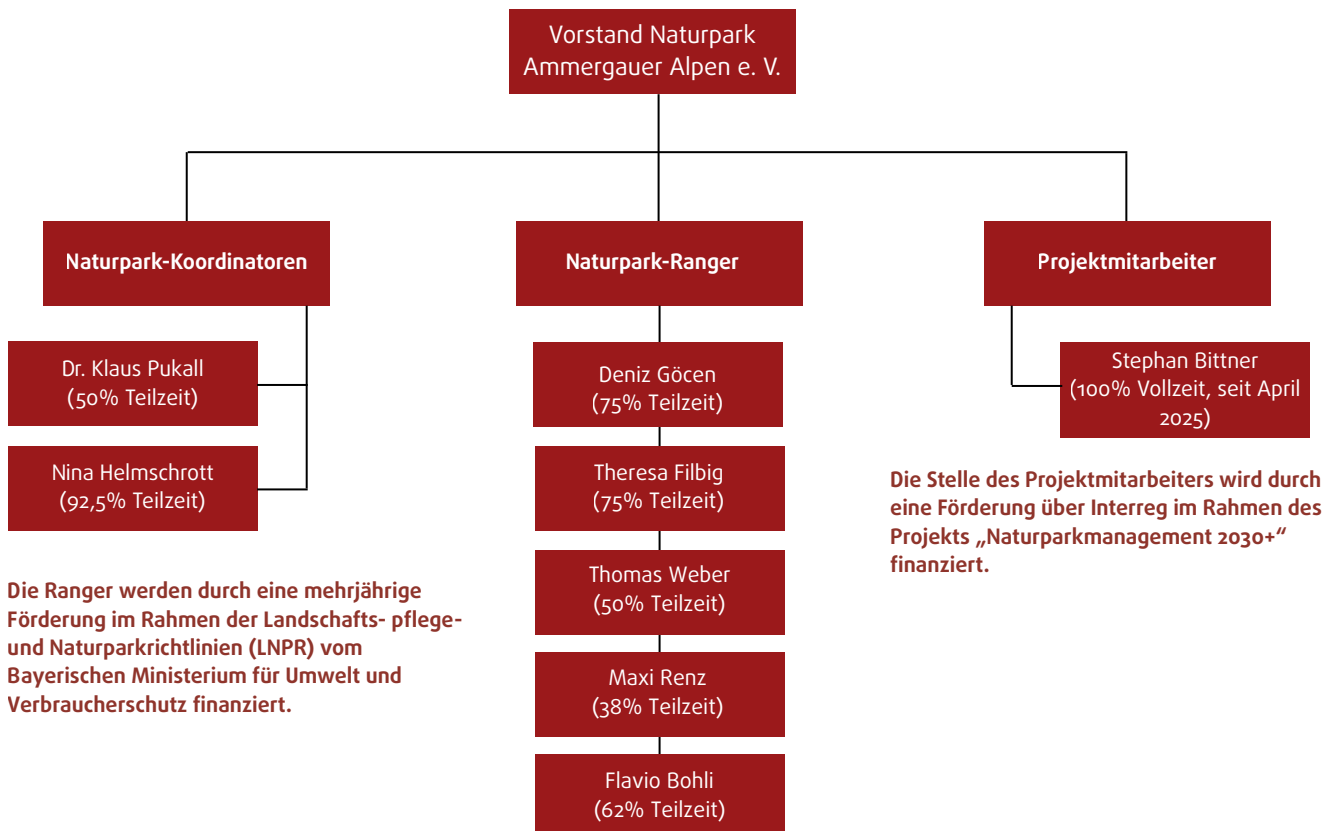 Vorstand Naturpark
Ammergauer Alpen e. V.
Naturpark-Koordinatoren
Dr. Klaus Pukall
(50% Teilzeit)
Nina Helmschrott
(92,5% Teilzeit)
Die Ranger werden durch eine mehrjährige
Förderung im Rahmen der Landschafts- pflege-
und Naturparkrichtlinien (LNPR) vom
Bayerischen Ministerium für Umwelt und
Verbraucherschutz finanziert.
Naturpark-Ranger
Deniz Göcen
(75% Teilzeit)
Theresa Filbig
(75% Teilzeit)
Thomas Weber
(50% Teilzeit)
Maxi Renz
(38% Teilzeit)
Flavio Bohli
(62% Teilzeit)
Projektmitarbeiter
Stephan Bittner
(100% Vollzeit, seit April
2025)
Die Stelle des Projektmitarbeiters wird durch
eine Förderung über Interreg im Rahmen des
Projekts „Naturparkmanagement 2030+“
finanziert.